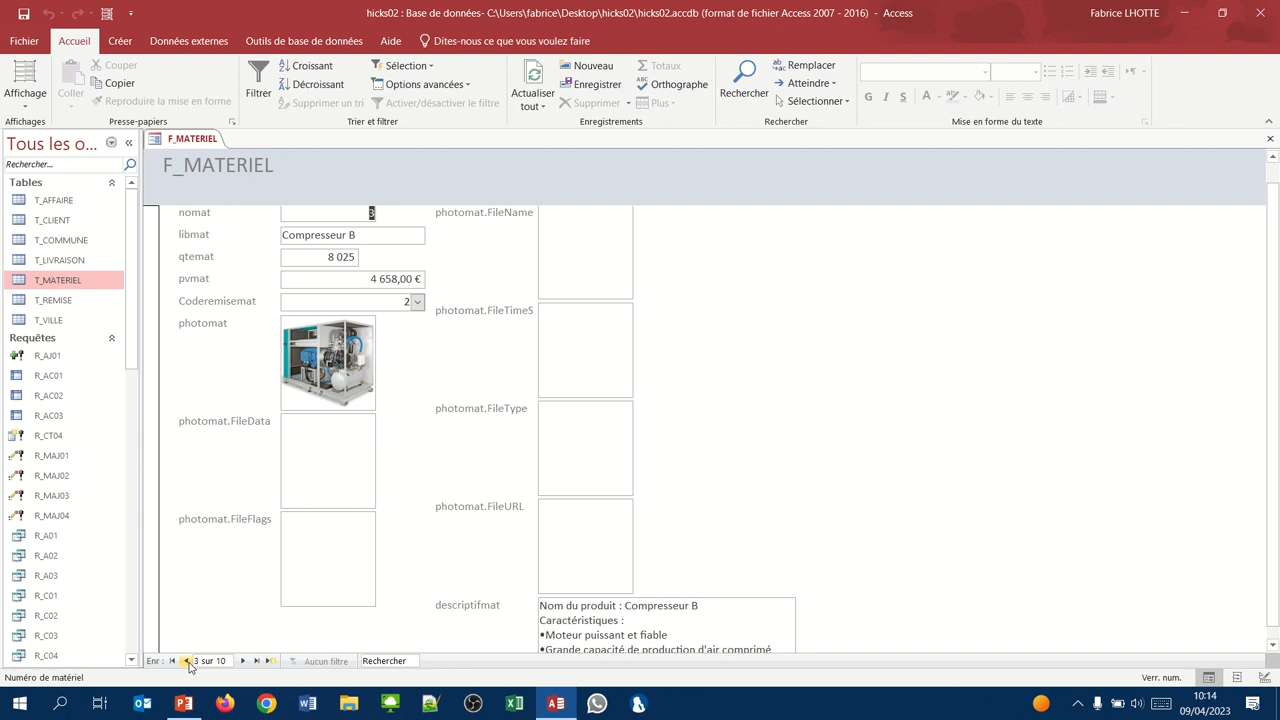 hicks02 : Base de données- C:\Users\fabrice\Desktop\hicks02\hicks02.accdb (format de fichier Access 2007 - 2016) - Access
Fabrice LHOTTE
Fichier Accueil Créer Données externes Outils de base de données Aide Dites-nous ce que vous voulez faire
Affichage
Affichages
Coller
Couper
Copier
Reproduire la mise en forme
Presse-papiers
Filtrer
Croissant
Décroissant
Supprimer un tri
Sélection
Options avancées
Activer/désactiver le filtre
Trier et filtrer
Actualiser
tout
Nouveau
Enregistrer
Supprimer
Totaux
Orthographe
Plus
Enregistrements
Rechercher
Remplacer
Atteindre
Sélectionner
Rechercher
G I S
Mise en forme du texte
Tous les o...
Rechercher...
Tables
T_AFFAIRE
T_CLIENT
T_COMMUNE
T_LIVRAISON
T_MATERIEL
T_REMISE
T_VILLE
Requêtes
R_AJ01
R_AC01
R_AC02
R_AC03
R_CT04
R_MAJ01
R_MAJ02
R_MAJ03
R_MAJ04
R_A01
R_A02
R_A03
R_C01
R_C02
R_C03
R_C04
F_MATERIEL
F_MATERIEL
nomat 3
libmat Compresseur B
qtemat 8 025
pvmat 4 658,00 €
Coderemisemat 2
photomat
photomat.FileData
photomat.FileFlags
photomat.FileName
photomat.FileTimeS
photomat.FileType
photomat.FileURL
descriptifmat
Nom du produit : Compresseur B
Caractéristiques :
•Moteur puissant et fiable
•Grande capacité de production d'air comprimé
Enr : 3 sur 10 Aucun filtre Rechercher
Numéro de matériel
Verr. num.
10:14
09/04/2023